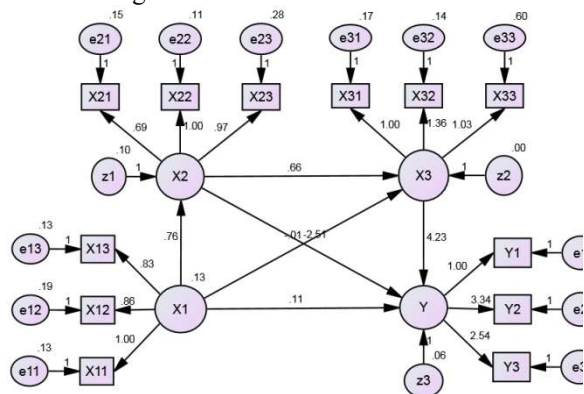 .15 .11 .28 .17 .14 .60
e21 e22 e23 e31 e32 e33
1 1 1 1 1 1
X21 X22 X23 X31 X32 X33
.69 1.00 .97 1.00 1.36 1.03
.10 .00
z1 1 X2 .66 X3 1 z2
.76 -.01 -2.51 4.23
.13
e13 1 X13 .83 .13 1.00 Y1 1
.19
e12 1 X12 .86 X1 .11 Y 3.34 Y2 1
.13
e11 1 X11 1.00 2.54 Y3 1
1
.06
z3